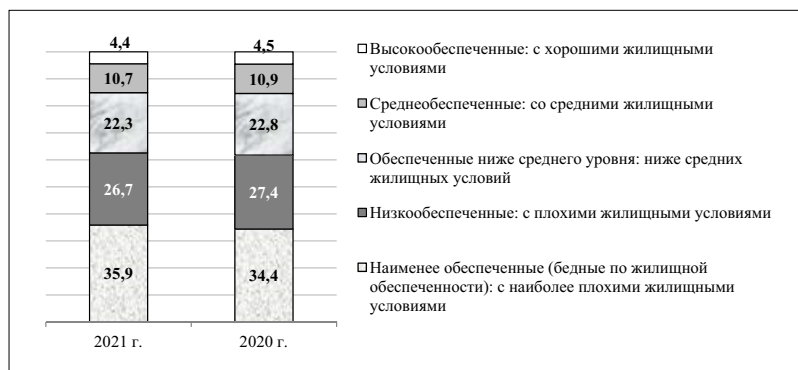 4,4
4,5
10,7
10,9
22,3
22,8
26,7
27,4
35,9
34,4
2021 г.
2020 г.
Высокообеспеченные: с хорошими жилищными
условиями
Среднеобеспеченные: со средними жилищными
условиями
Обеспеченные ниже среднего уровня: ниже средних
жилищных условий
Низкообеспеченные: с плохими жилищными условиями
Наименее обеспеченные (бедные по жилищной
обеспеченности): с наиболее плохими жилищными
условиями